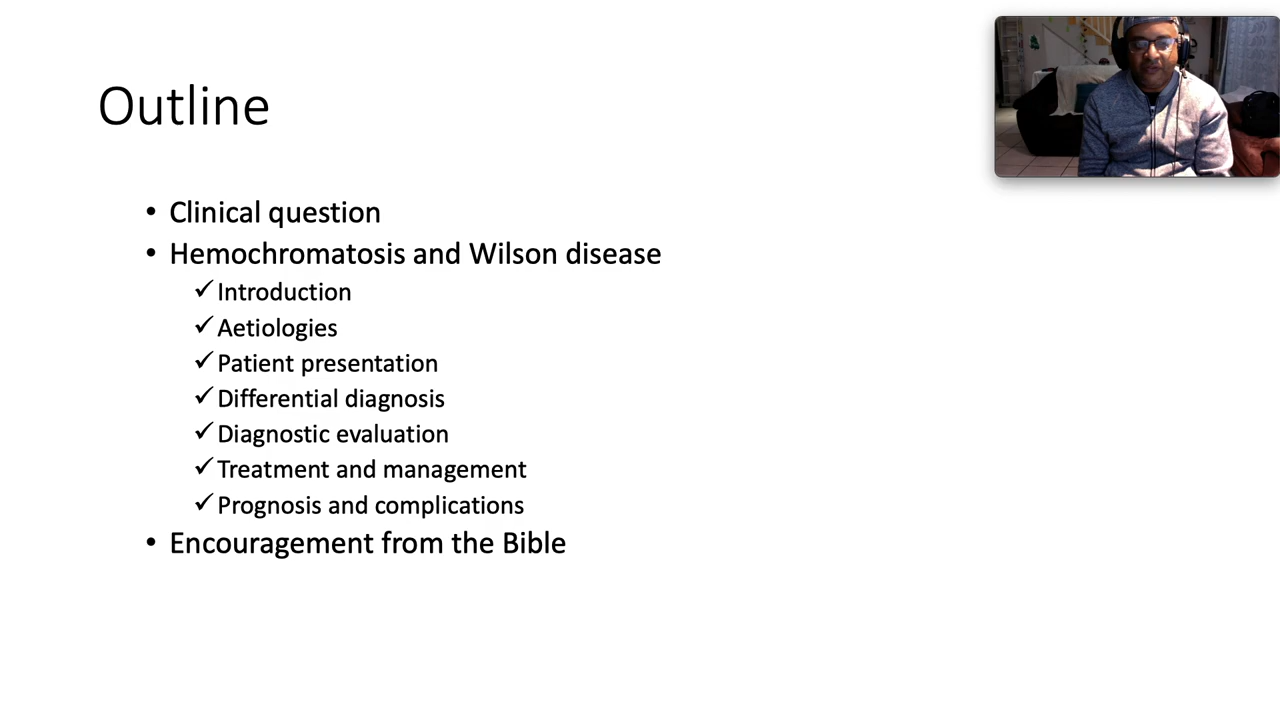 Outline
• Clinical question
• Hemochromatosis and Wilson disease
✓ Introduction
✓ Aetiologies
✓ Patient presentation
✓ Differential diagnosis
✓ Diagnostic evaluation
✓ Treatment and management
✓ Prognosis and complications
• Encouragement from the Bible